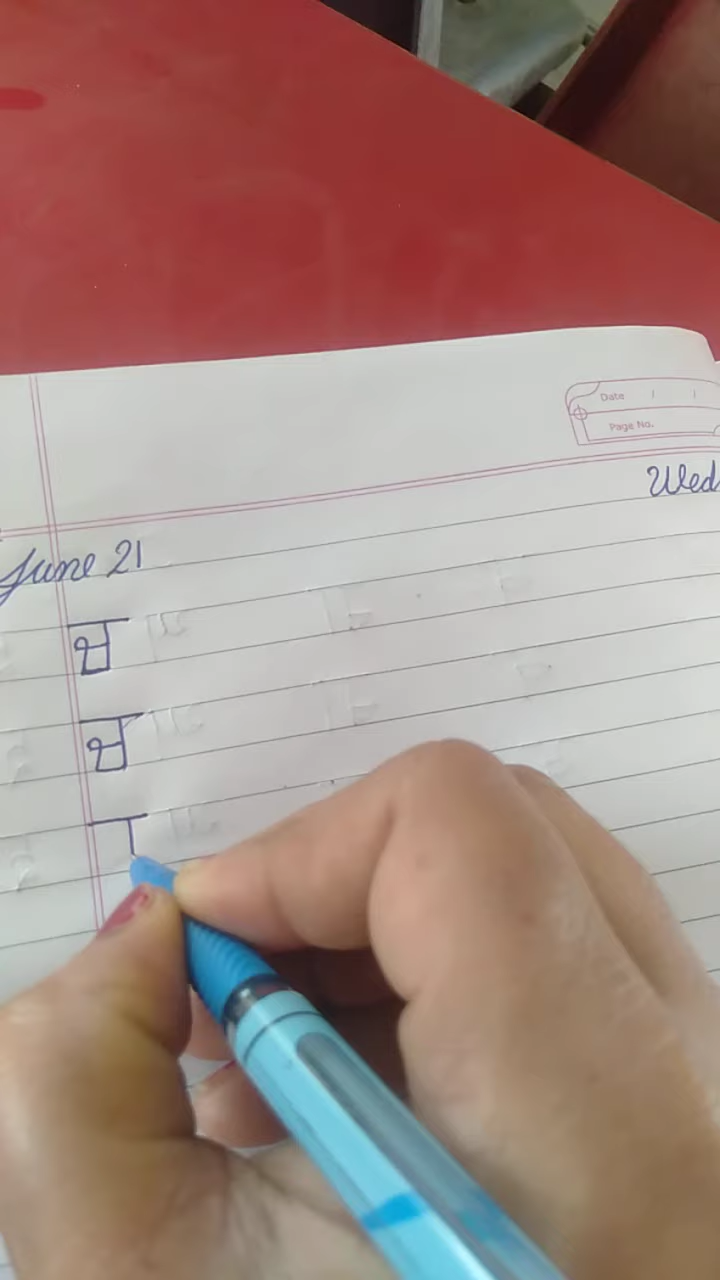 Date / /
Page No.
Wed
June 21
ਖ
ਖ